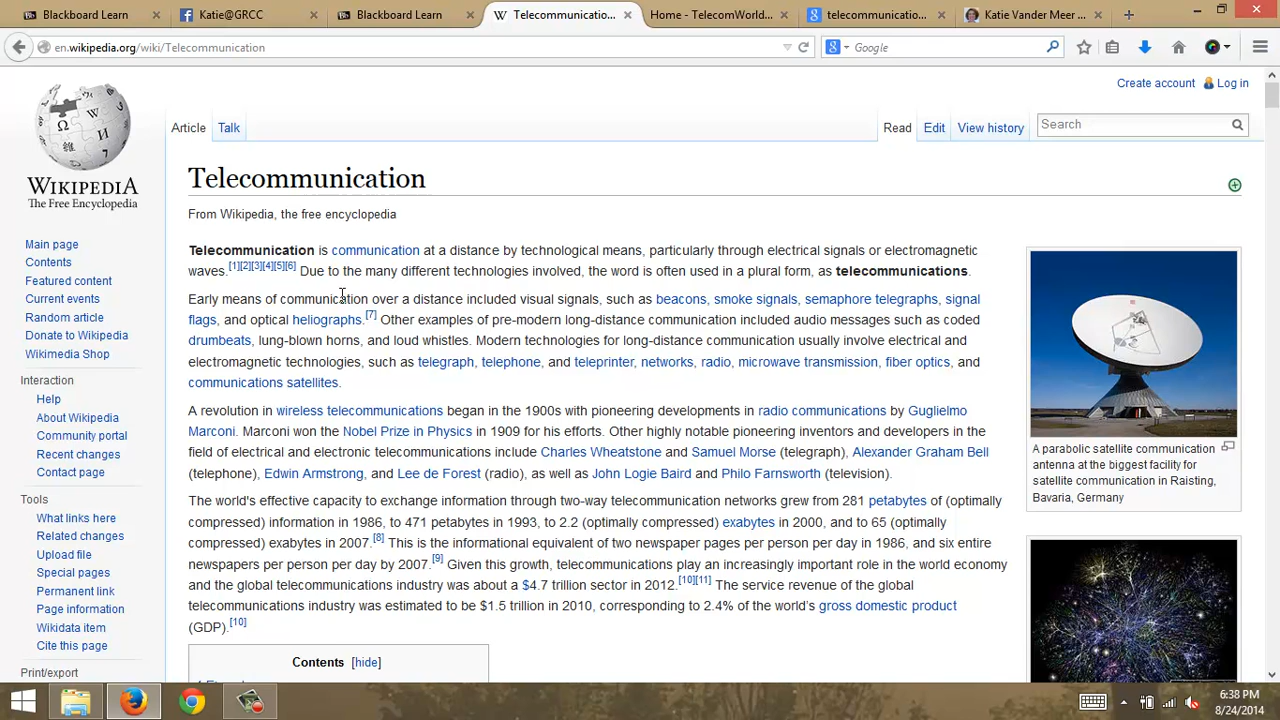 Blackboard Learn
Katie@GRCC
Blackboard Learn
Telecommunicatio...
Home - TelecomWorld...
telecommunicatio...
Katie Vander Meer ...
en.wikipedia.org/wiki/Telecommunication
Google
Create account Log in
Article Talk
Read Edit View history
Search
WIKIPEDIA
The Free Encyclopedia
Main page
Contents
Featured content
Current events
Random article
Donate to Wikipedia
Wikimedia Shop
Interaction
Help
About Wikipedia
Community portal
Recent changes
Contact page
Tools
What links here
Related changes
Upload file
Special pages
Permanent link
Page information
Wikidata item
Cite this page
Print/export
Telecommunication
From Wikipedia, the free encyclopedia
Telecommunication is communication at a distance by technological means, particularly through electrical signals or electromagnetic
waves.[1][2][3][4][5][6] Due to the many different technologies involved, the word is often used in a plural form, as telecommunications.
Early means of communication over a distance included visual signals, such as beacons, smoke signals, semaphore telegraphs, signal
flags, and optical heliographs.[7] Other examples of pre-modern long-distance communication included audio messages such as coded
drumbeats, lung-blown horns, and loud whistles. Modern technologies for long-distance communication usually involve electrical and
electromagnetic technologies, such as telegraph, telephone, and teleprinter, networks, radio, microwave transmission, fiber optics, and
communications satellites.
A revolution in wireless telecommunications began in the 1900s with pioneering developments in radio communications by Guglielmo
Marconi. Marconi won the Nobel Prize in Physics in 1909 for his efforts. Other highly notable pioneering inventors and developers in the
field of electrical and electronic telecommunications include Charles Wheatstone and Samuel Morse (telegraph), Alexander Graham Bell
(telephone), Edwin Armstrong, and Lee de Forest (radio), as well as John Logie Baird and Philo Farnsworth (television).
The world's effective capacity to exchange information through two-way telecommunication networks grew from 281 petabytes of (optimally
compressed) information in 1986, to 471 petabytes in 1993, to 2.2 (optimally compressed) exabytes in 2000, and to 65 (optimally
compressed) exabytes in 2007.[8] This is the informational equivalent of two newspaper pages per person per day in 1986, and six entire
newspapers per person per day by 2007.[9] Given this growth, telecommunications play an increasingly important role in the world economy
and the global telecommunications industry was about a $4.7 trillion sector in 2012.[10][11] The service revenue of the global
telecommunications industry was estimated to be $1.5 trillion in 2010, corresponding to 2.4% of the world's gross domestic product
(GDP).[10]
Contents [hide]
A parabolic satellite communication
antenna at the biggest facility for
satellite communication in Raisting,
Bavaria, Germany
6:38 PM
8/24/2014